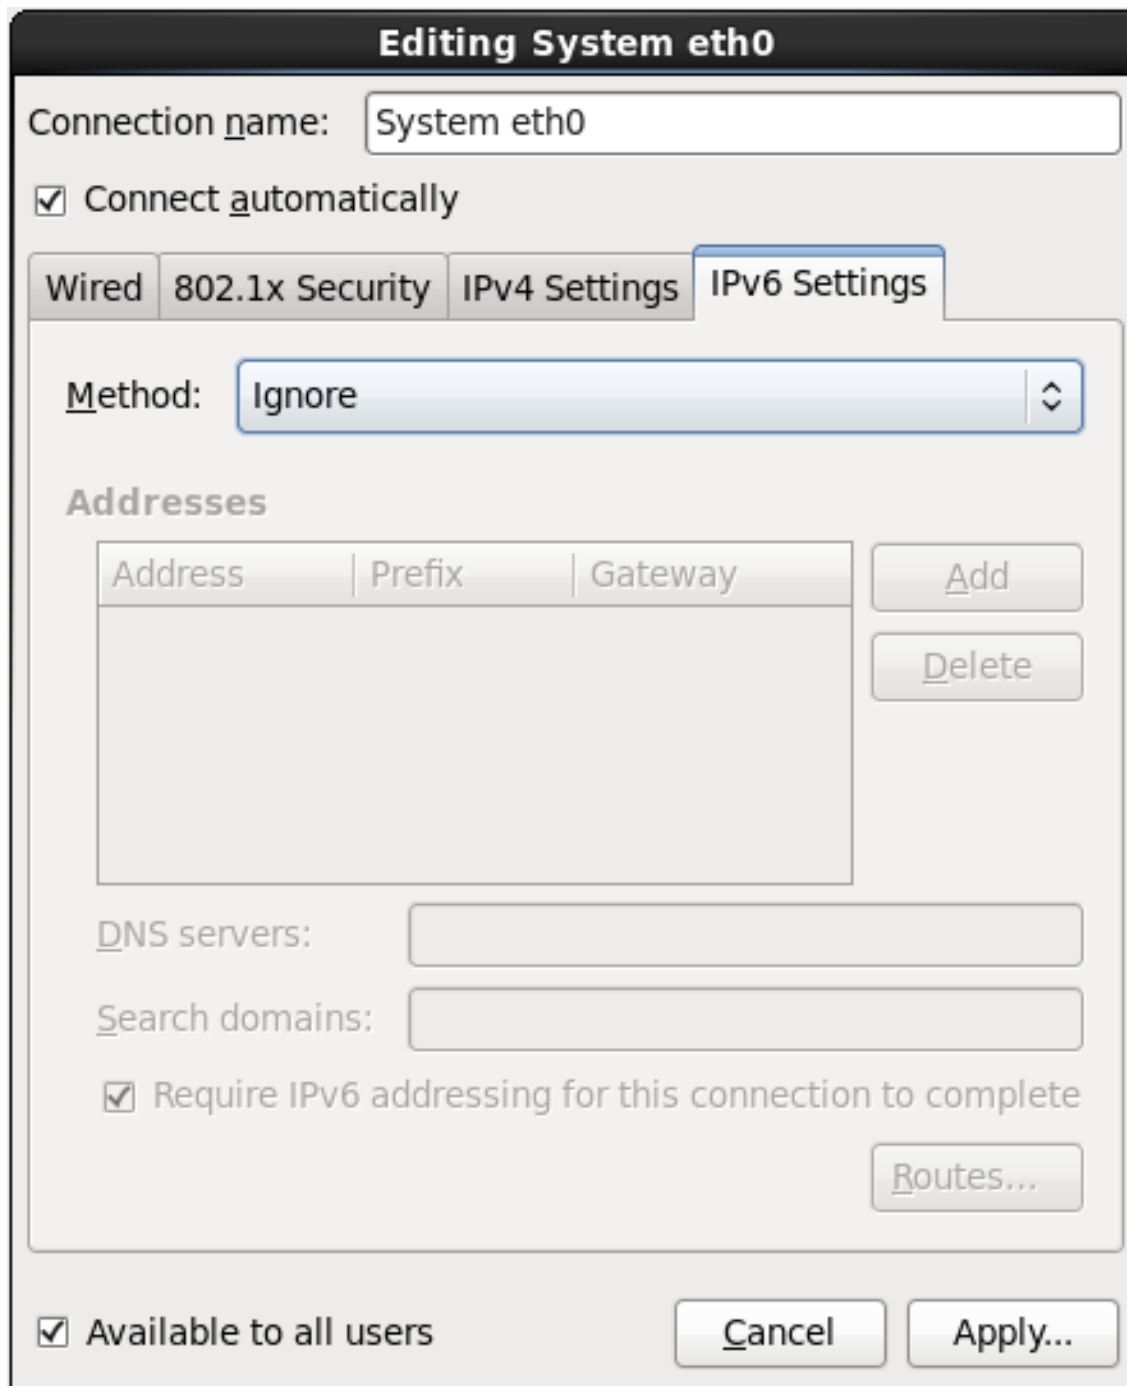 Editing System eth0
Connection name: System eth0
Connect automatically
Wired 802.1x Security IPv4 Settings IPv6 Settings
Method: Ignore
Addresses
Address Prefix Gateway Add
Delete
DNS servers:
Search domains:
Require IPv6 addressing for this connection to complete
Routes...
Available to all users Cancel Apply...